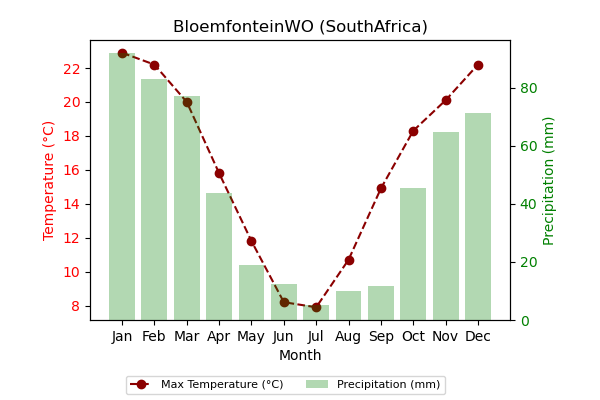 BloemfonteinWO (SouthAfrica)
Temperature (°C)
22
20
18
16
14
12
10
8
80
60
40
20
0
Precipitation (mm)
Jan Feb Mar Apr May Jun Jul Aug Sep Oct Nov Dec
Month
Max Temperature (°C) Precipitation (mm)